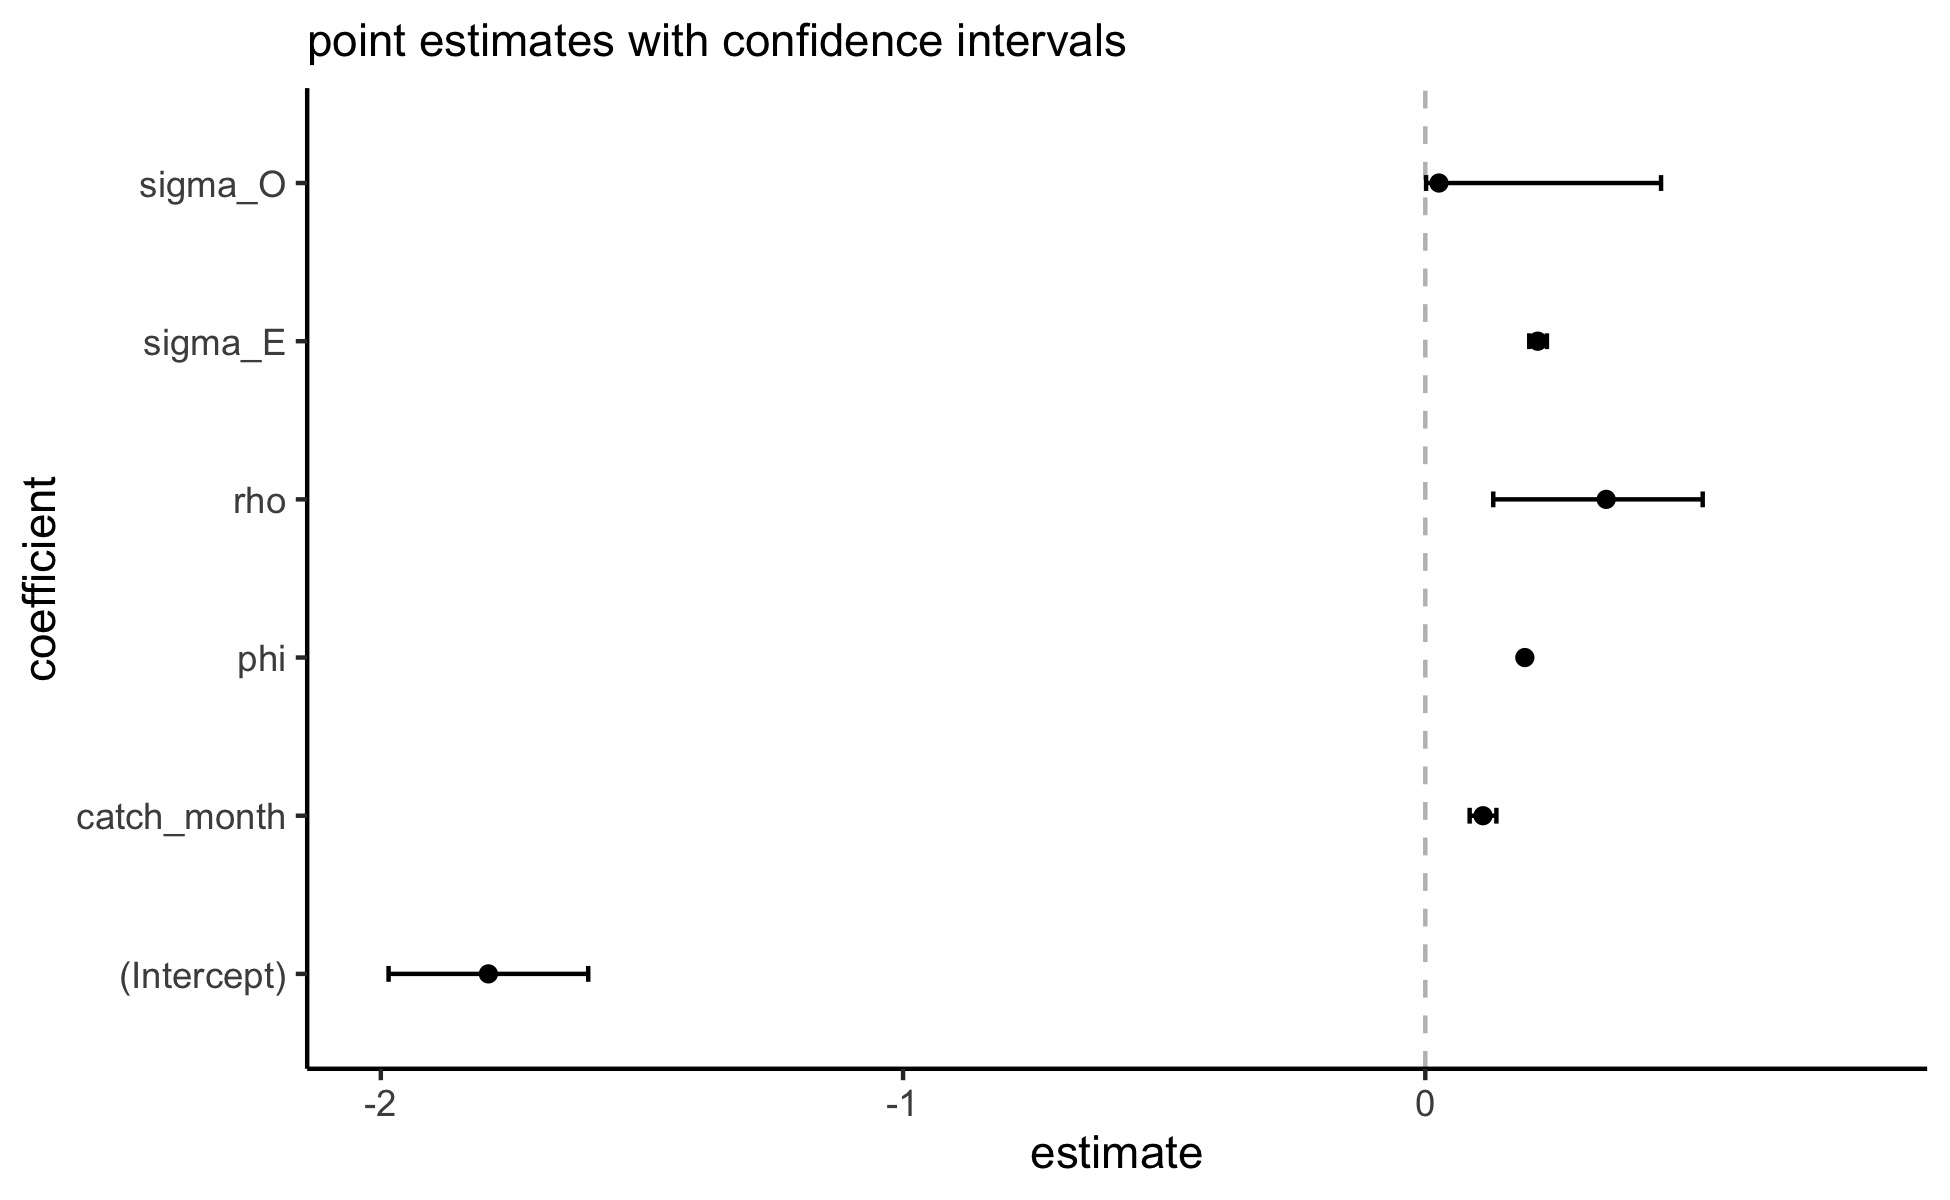 point estimates with confidence intervals
sigma_O
sigma_E
rho
phi
catch_month
(Intercept)
coefficient
-2
-1
0
estimate